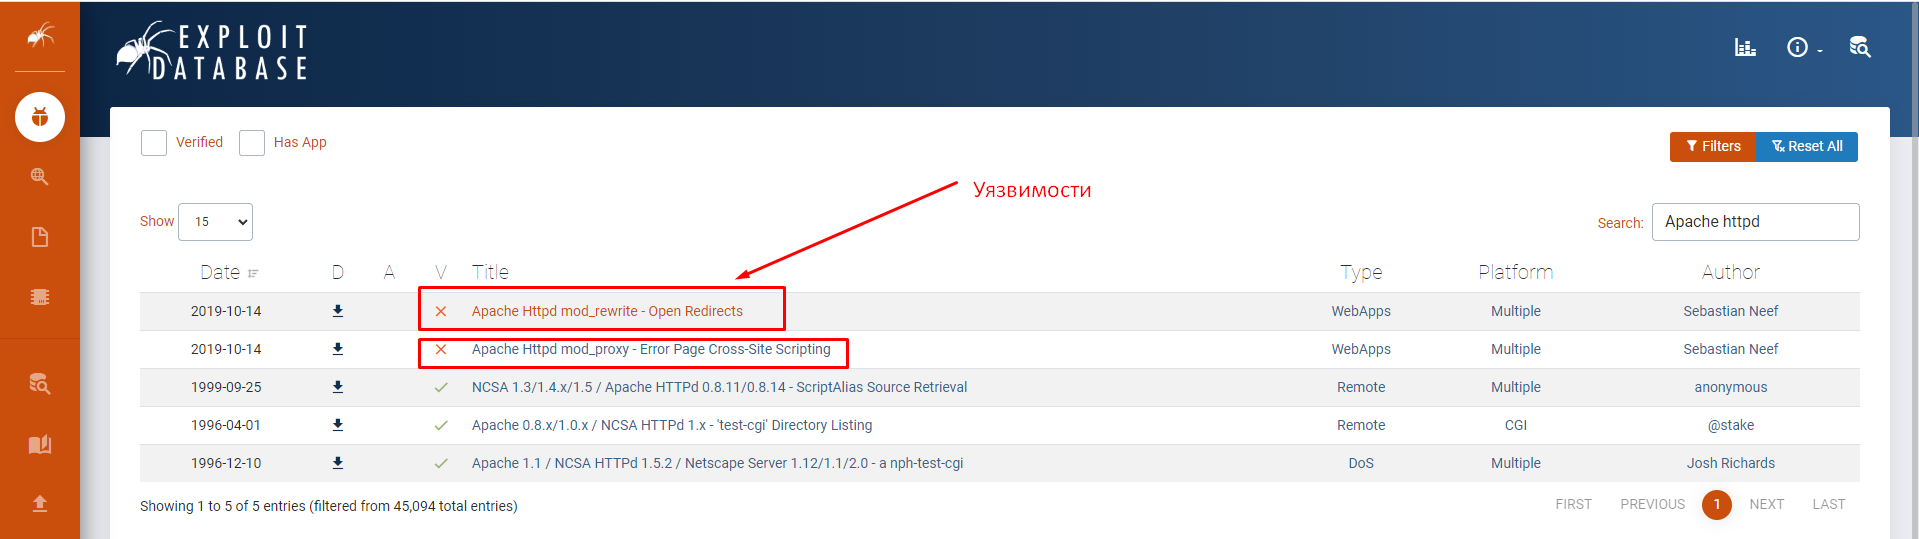 EXPLOIT
DATABASE
Verified Has App
Filters Reset All
Уязвимости
Show 15 Search: Apache httpd
Date D A V Title Type Platform Author
2019-10-14 Apache Httpd mod_rewrite - Open Redirects WebApps Multiple Sebastian Neef
2019-10-14 Apache Httpd mod_proxy - Error Page Cross-Site Scripting WebApps Multiple Sebastian Neef
1999-09-25 NCSA 1.3/1.4.x/1.5 / Apache HTTPd 0.8.11/0.8.14 - ScriptAlias Source Retrieval Remote Multiple anonymous
1996-04-01 Apache 0.8.x/1.0.x / NCSA HTTPd 1.x - 'test-cgi' Directory Listing Remote CGI @stake
1996-12-10 Apache 1.1 / NCSA HTTPd 1.5.2 / Netscape Server 1.12/1.1/2.0 - a nph-test-cgi DoS Multiple Josh Richards
Showing 1 to 5 of 5 entries (filtered from 45,094 total entries) FIRST PREVIOUS 1 NEXT LAST